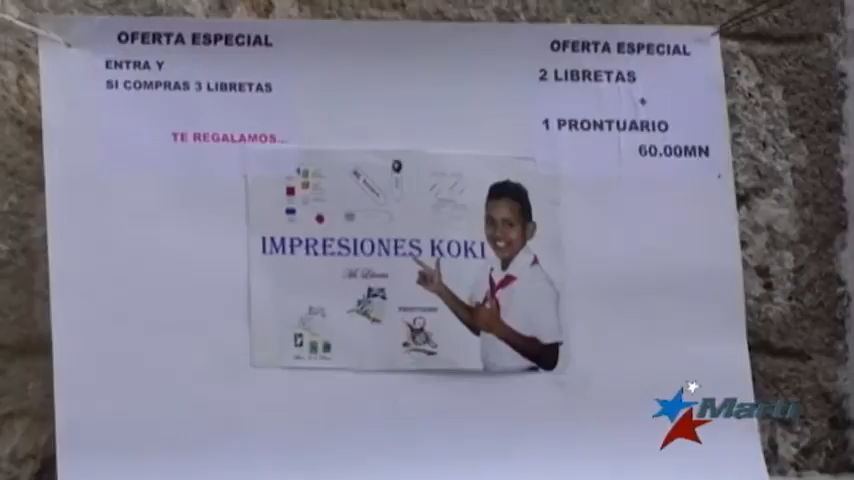 OFERTA ESPECIAL
ENTRA Y
SI COMPRAS 3 LIBRETAS
TE REGALAMOS...
OFERTA ESPECIAL
2 LIBRETAS
+
1 PRONTUARIO
60.00MN
IMPRESIONES KOKI
PRONTUARIO
Martí